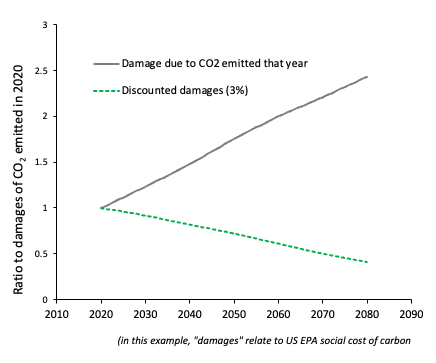 3
2.5
2
1.5
1
0.5
0
Ratio to damages of CO₂ emitted in 2020
Damage due to CO2 emitted that year
Discounted damages (3%)
2010 2020 2030 2040 2050 2060 2070 2080 2090
(in this example, "damages" relate to US EPA social cost of carbon